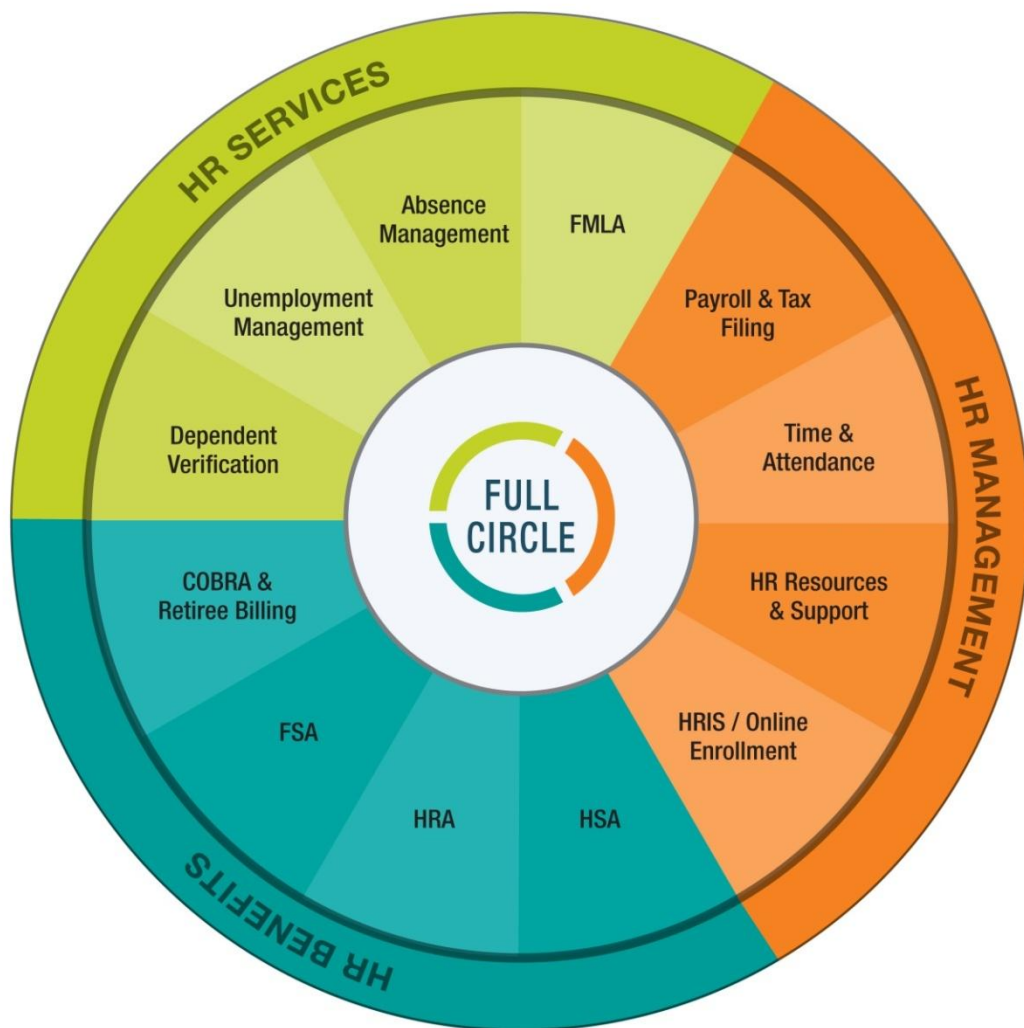 HR SERVICES
Absence
Management
FMLA
Unemployment
Management
Dependent
Verification
HR MANAGEMENT
Payroll & Tax
Filing
Time &
Attendance
HR Resources
& Support
HRIS / Online
Enrollment
FULL
CIRCLE
HR BENEFITS
COBRA &
Retiree Billing
FSA
HRA
HSA